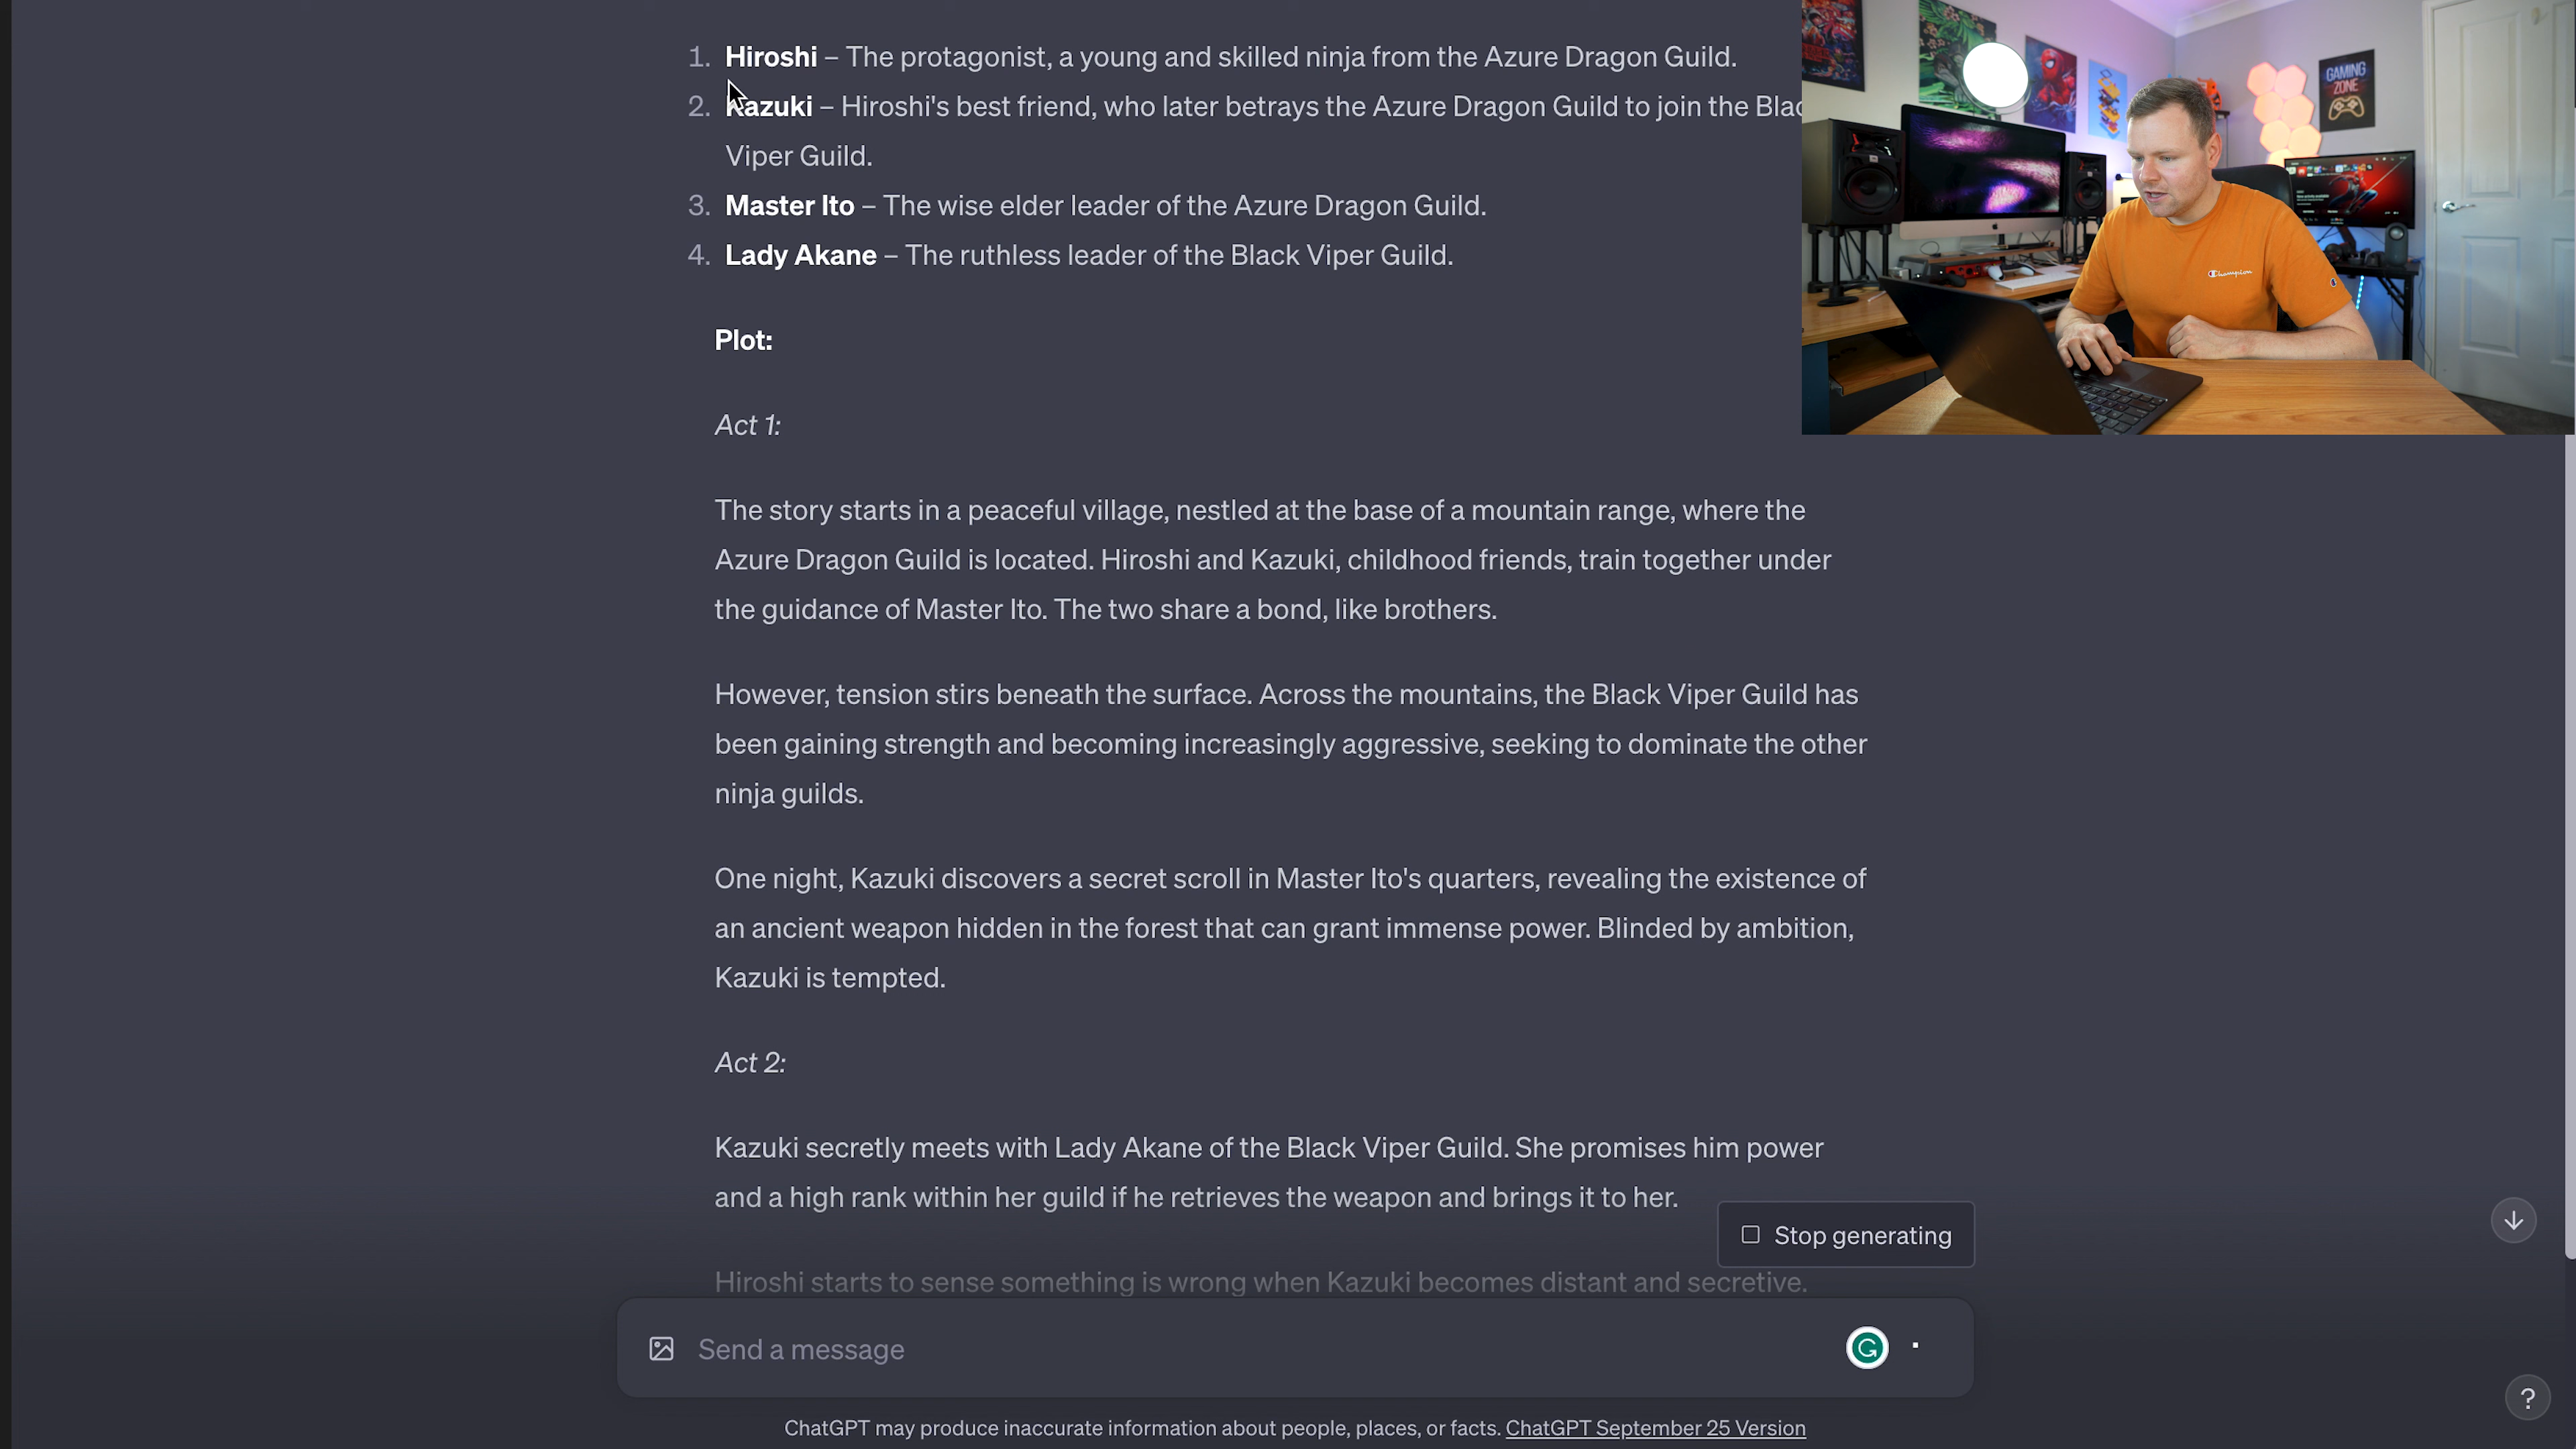 1. Hiroshi – The protagonist, a young and skilled ninja from the Azure Dragon Guild.
2. Kazuki – Hiroshi's best friend, who later betrays the Azure Dragon Guild to join the Blac
Viper Guild.
3. Master Ito – The wise elder leader of the Azure Dragon Guild.
4. Lady Akane – The ruthless leader of the Black Viper Guild.
GAMING
ZONE
Champion
Plot:
Act 1:
The story starts in a peaceful village, nestled at the base of a mountain range, where the
Azure Dragon Guild is located. Hiroshi and Kazuki, childhood friends, train together under
the guidance of Master Ito. The two share a bond, like brothers.
However, tension stirs beneath the surface. Across the mountains, the Black Viper Guild has
been gaining strength and becoming increasingly aggressive, seeking to dominate the other
ninja guilds.
One night, Kazuki discovers a secret scroll in Master Ito's quarters, revealing the existence of
an ancient weapon hidden in the forest that can grant immense power. Blinded by ambition,
Kazuki is tempted.
Act 2:
Kazuki secretly meets with Lady Akane of the Black Viper Guild. She promises him power
and a high rank within her guild if he retrieves the weapon and brings it to her.
Stop generating
Hiroshi starts to sense something is wrong when Kazuki becomes distant and secretive.
Send a message
G
?
ChatGPT may produce inaccurate information about people, places, or facts. ChatGPT September 25 Version